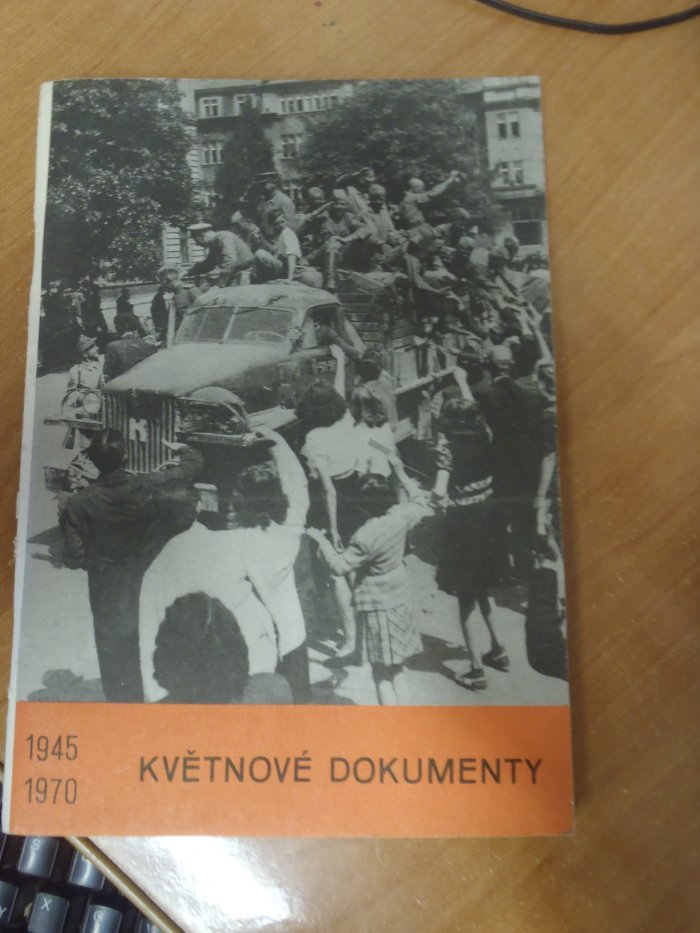 K
1945
1970
KVĚTNOVÉ DOKUMENTY
S
X